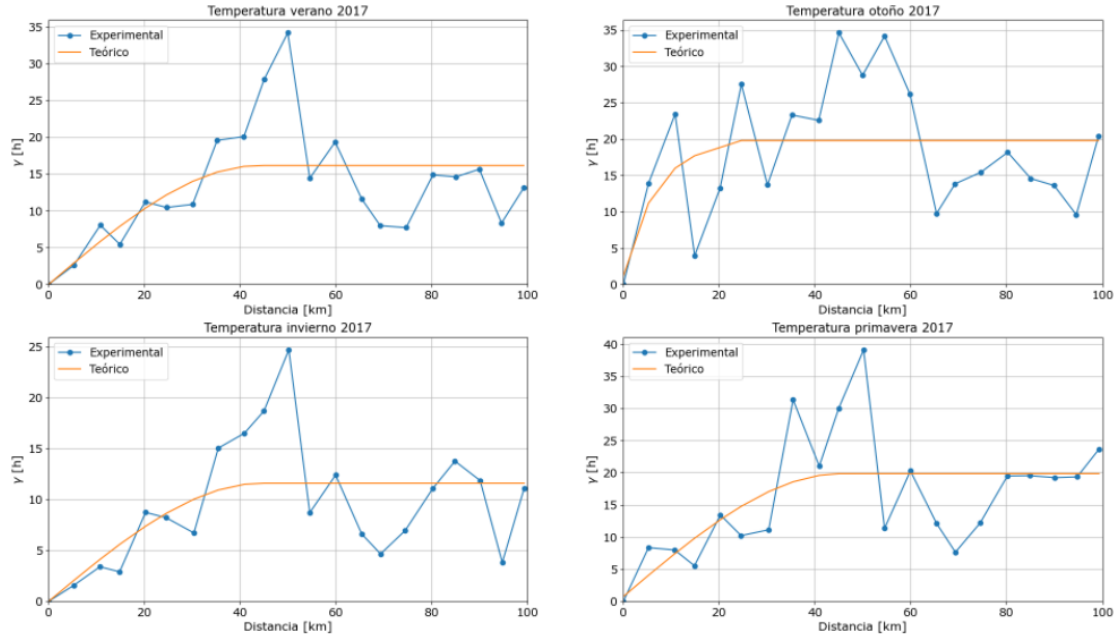 Temperatura verano 2017
35
30
25
20
15
10
5
0
γ [h]
Experimental
Teórico
0 20 40 60 80 100
Distancia [km]
Temperatura otoño 2017
35
30
25
20
15
10
5
0
γ [h]
Experimental
Teórico
0 20 40 60 80 100
Distancia [km]
Temperatura invierno 2017
25
20
15
10
5
0
γ [h]
Experimental
Teórico
0 20 40 60 80 100
Distancia [km]
Temperatura primavera 2017
40
35
30
25
20
15
10
5
0
γ [h]
Experimental
Teórico
0 20 40 60 80 100
Distancia [km]